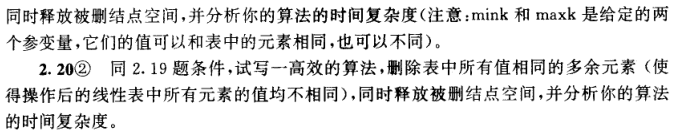 同时释放被删结点空间,并分析你的算法的时间复杂度(注意:mink 和 maxk 是给定的两
个参变量,它们的值可以和表中的元素相同,也可以不同)。
2.20② 同 2.19 题条件,试写一高效的算法,删除表中所有值相同的多余元素(使
得操作后的线性表中所有元素的值均不相同),同时释放被删结点空间,并分析你的算法
的时间复杂度。